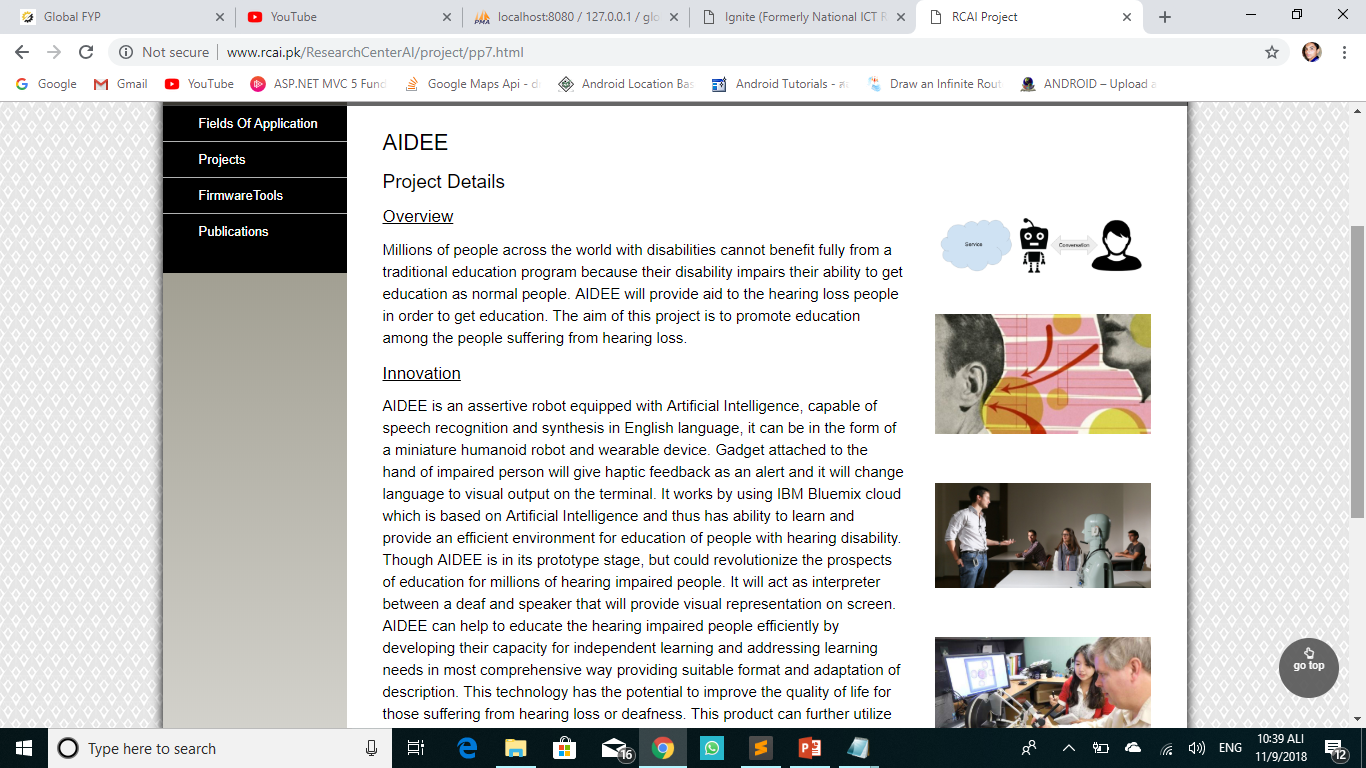 Global FYP
YouTube
localhost:8080 / 127.0.0.1 / glo
Ignite (Formerly National ICT R
RCAI Project
Not secure
www.rcai.pk/ResearchCenterAI/project/pp7.html
Google
Gmail
YouTube
ASP.NET MVC 5 Fund
Google Maps Api - d
Android Location Bas
Android Tutorials -
Draw an Infinite Rout
ANDROID – Upload a
Fields Of Application
Projects
FirmwareTools
Publications
AIDEE
Project Details
Overview
Millions of people across the world with disabilities cannot benefit fully from a
traditional education program because their disability impairs their ability to get
education as normal people. AIDEE will provide aid to the hearing loss people
in order to get education. The aim of this project is to promote education
among the people suffering from hearing loss.
Innovation
AIDEE is an assertive robot equipped with Artificial Intelligence, capable of
speech recognition and synthesis in English language, it can be in the form of
a miniature humanoid robot and wearable device. Gadget attached to the
hand of impaired person will give haptic feedback as an alert and it will change
language to visual output on the terminal. It works by using IBM Bluemix cloud
which is based on Artificial Intelligence and thus has ability to learn and
provide an efficient environment for education of people with hearing disability.
Though AIDEE is in its prototype stage, but could revolutionize the prospects
of education for millions of hearing impaired people. It will act as interpreter
between a deaf and speaker that will provide visual representation on screen.
AIDEE can help to educate the hearing impaired people efficiently by
developing their capacity for independent learning and addressing learning
needs in most comprehensive way providing suitable format and adaptation of
description. This technology has the potential to improve the quality of life for
those suffering from hearing loss or deafness. This product can further utilize
Service
Conversation
go top
Type here to search
16
ENG
10:39 ALI
11/9/2018
12